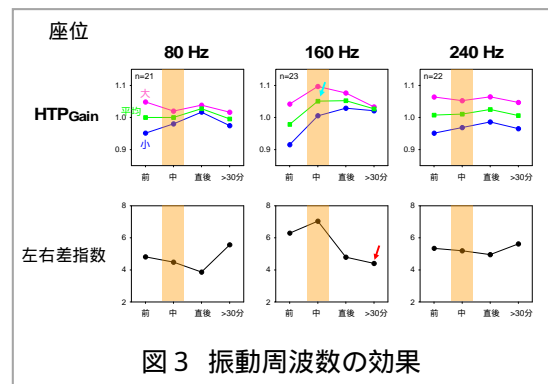 座位
80 Hz 160 Hz 240 Hz
n=21 n=23 n=22
HTPGain
大
平均
小
1.1 1.0 0.9
1.1 1.0 0.9
1.1 1.0 0.9
前 中 直後 >30分 前 中 直後 >30分 前 中 直後 >30分
左右差指数
8 6 4 2
8 6 4 2
8 6 4 2
前 中 直後 >30分 前 中 直後 >30分 前 中 直後 >30分
図 3 振動周波数の効果